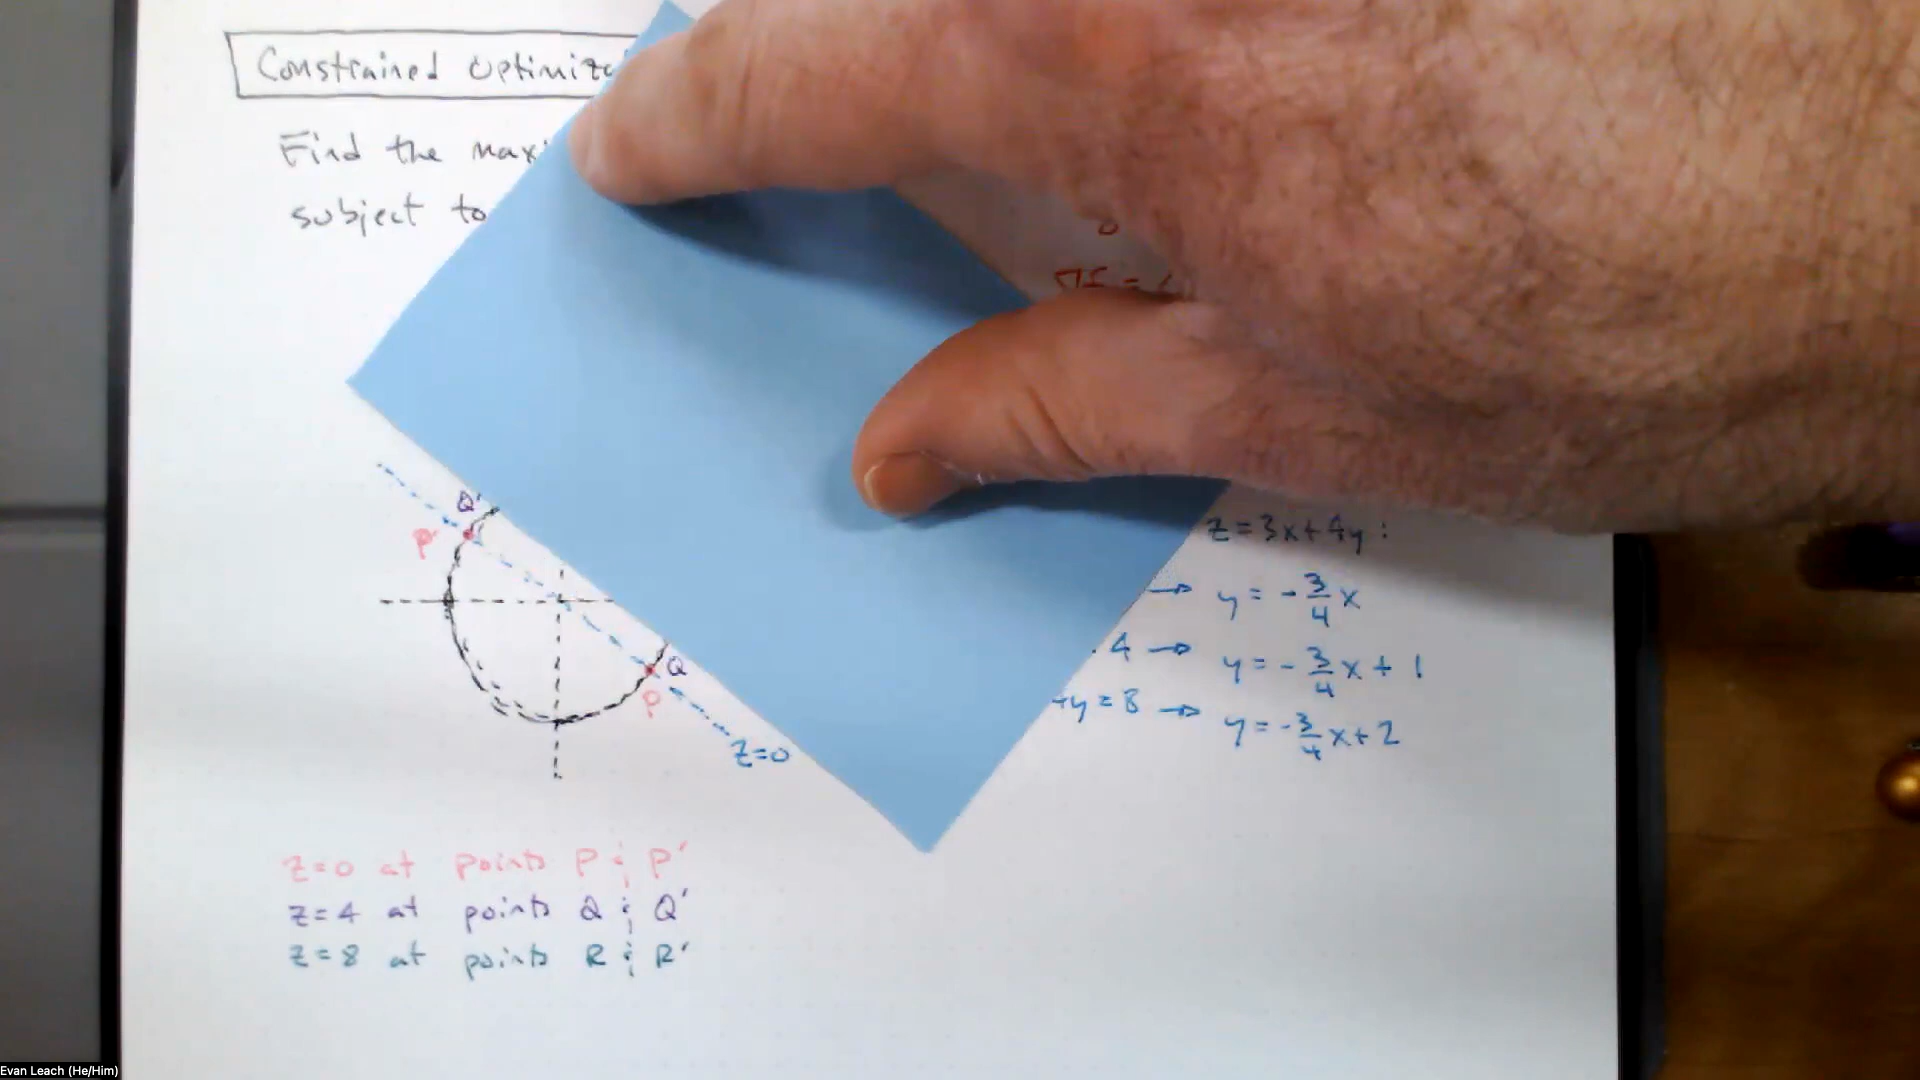 Constrained Optimiz
Find the max
subject to
∇f =
Q'
P'
Q
P
z=0
z=3x+4y:
→ y = -3/4 x
4 → y = -3/4 x + 1
y = 8 → y = -3/4 x + 2
z=0 at points P & P'
z=4 at points Q & Q'
z=8 at points R & R'
Evan Leach (He/Him)